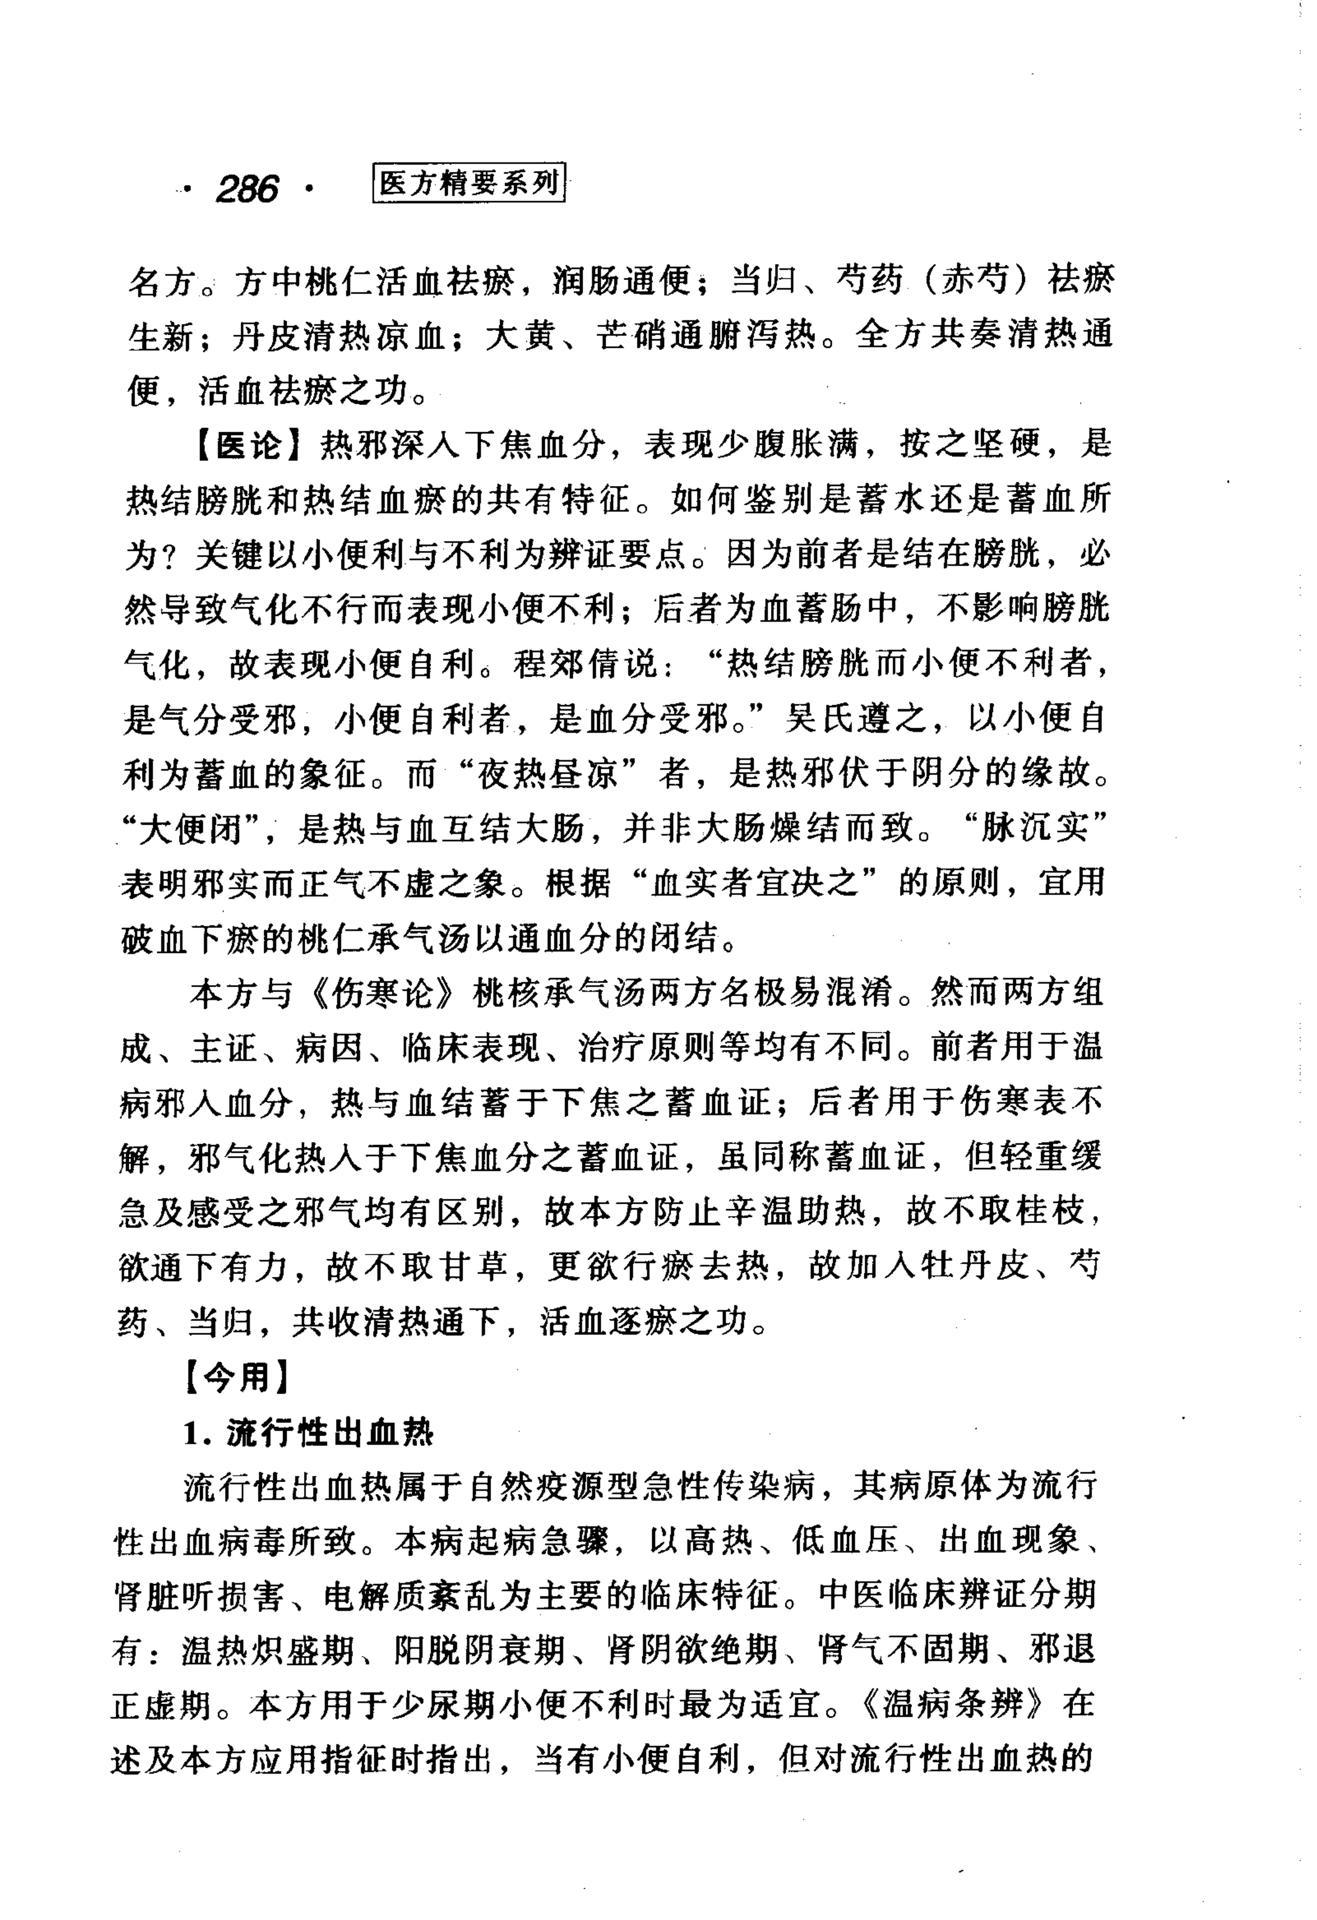 · 286 · 医方精要系列
名方。方中桃仁活血祛瘀，润肠通便；当归、芍药（赤芍）祛瘀
生新；丹皮清热凉血；大黄、芒硝通腑泻热。全方共奏清热通
便，活血祛瘀之功。
【医论】热邪深入下焦血分，表现少腹胀满，按之坚硬，是
热结膀胱和热结血瘀的共有特征。如何鉴别是蓄水还是蓄血所
为？关键以小便利与不利为辨证要点。因为前者是结在膀胱，必
然导致气化不行而表现小便不利；后者为血蓄肠中，不影响膀胱
气化，故表现小便自利。程郊倩说：“热结膀胱而小便不利者，
是气分受邪，小便自利者，是血分受邪。”吴氏遵之，以小便自
利为蓄血的象征。而“夜热昼凉”者，是热邪伏于阴分的缘故。
“大便闭”，是热与血互结大肠，并非大肠燥结而致。“脉沉实”
表明邪实而正气不虚之象。根据“血实者宜决之”的原则，宜用
破血下瘀的桃仁承气汤以通血分的闭结。
本方与《伤寒论》桃核承气汤两方名极易混淆。然而两方组
成、主证、病因、临床表现、治疗原则等均有不同。前者用于温
病邪入血分，热与血结蓄于下焦之蓄血证；后者用于伤寒表不
解，邪气化热入于下焦血分之蓄血证，虽同称蓄血证，但轻重缓
急及感受之邪气均有区别，故本方防止辛温助热，故不取桂枝，
欲通下有力，故不取甘草，更欲行瘀去热，故加入牡丹皮、芍
药、当归，共收清热通下，活血逐瘀之功。
【今用】
1. 流行性出血热
流行性出血热属于自然疫源型急性传染病，其病原体为流行
性出血病毒所致。本病起病急骤，以高热、低血压、出血现象、
肾脏听损害、电解质紊乱为主要的临床特征。中医临床辨证分期
有：温热炽盛期、阳脱阴衰期、肾阴欲绝期、肾气不固期、邪退
正虚期。本方用于少尿期小便不利时最为适宜。《温病条辨》在
述及本方应用指征时指出，当有小便自利，但对流行性出血热的